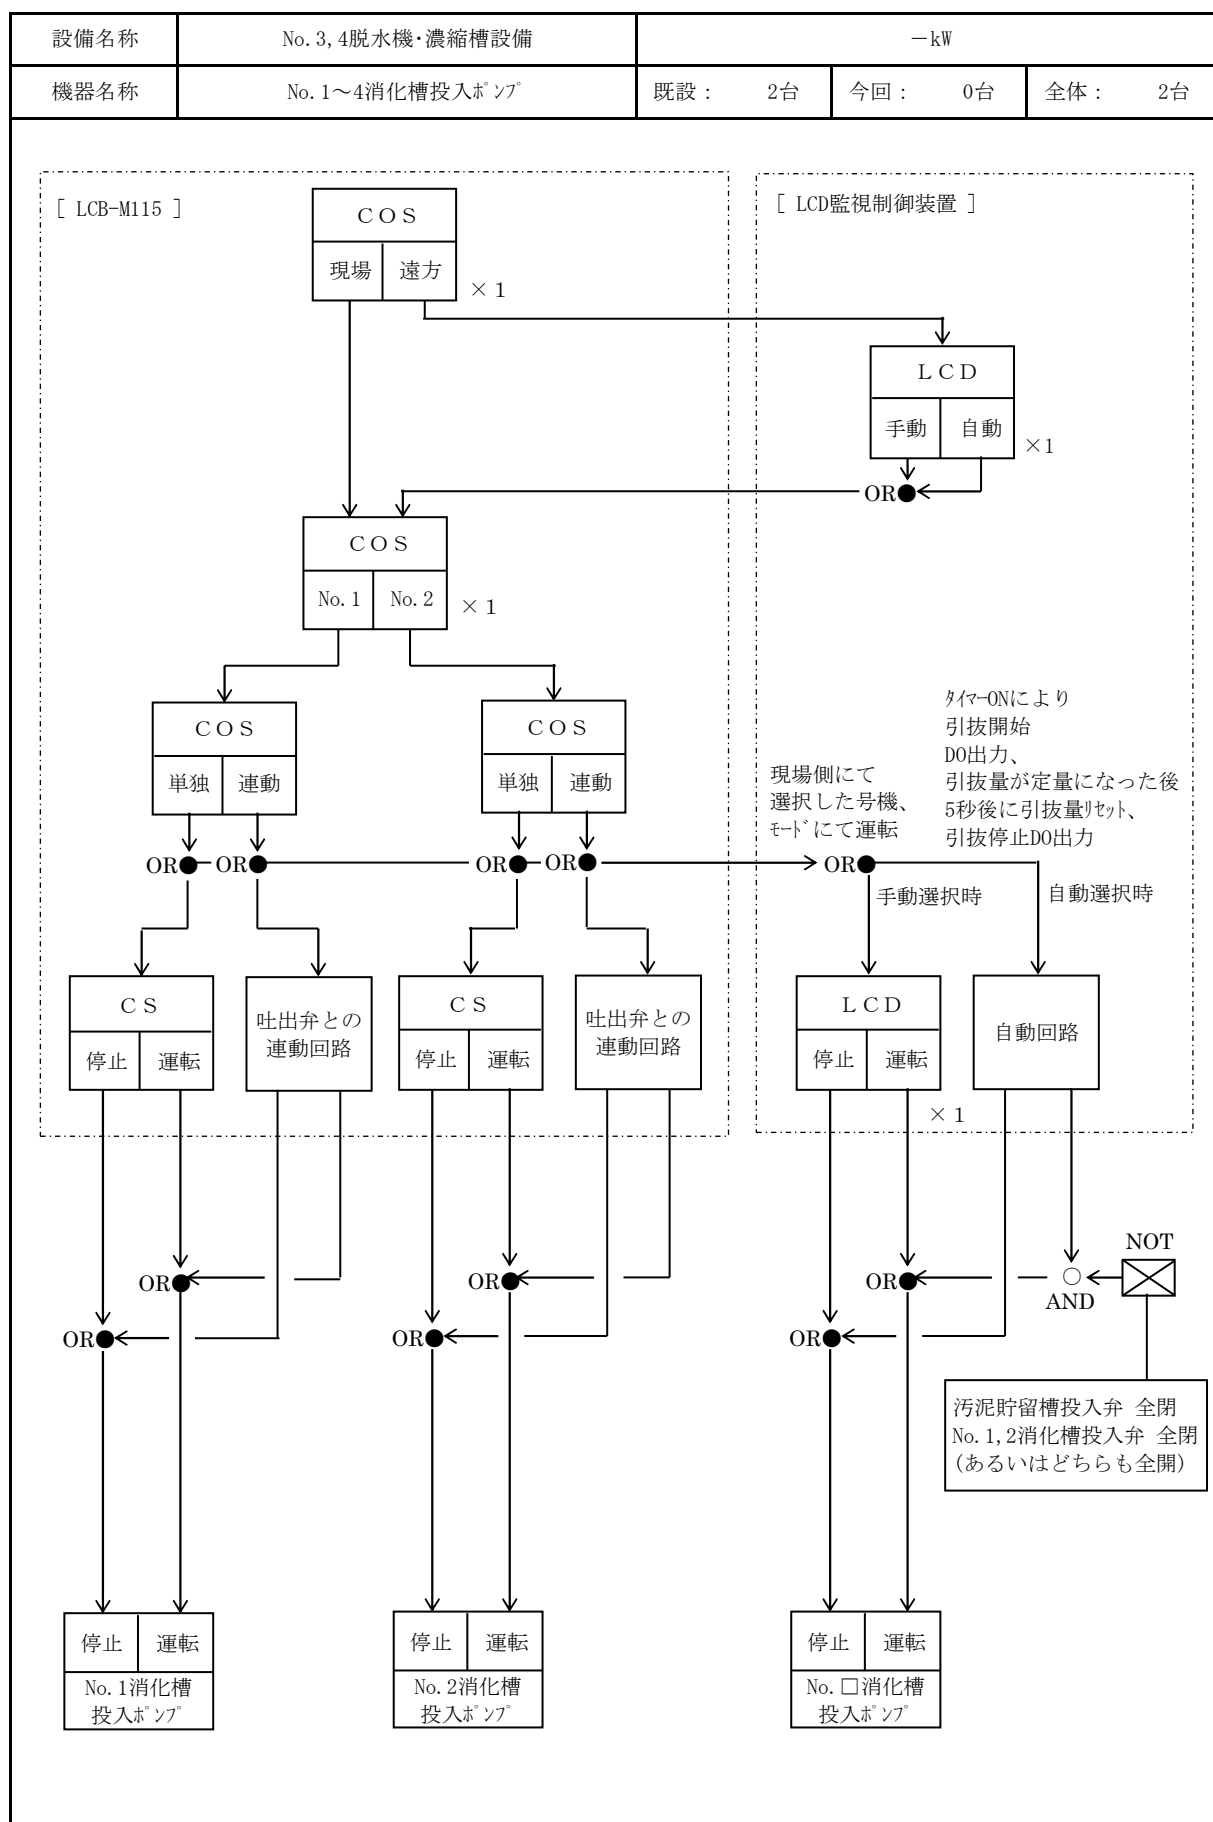 設備名称 No.3,4脱水機・濃縮槽設備 －kW
機器名称 No.1～4消化槽投入ﾎﾟﾝﾌﾟ 既設： 2台 今回： 0台 全体： 2台
[ LCB-M115 ]
[ LCD監視制御装置 ]
ＣＯＳ
現場 遠方
×１
ＬＣＤ
手動 自動
×1
OR
ＣＯＳ
No.1 No.2
×１
ＣＯＳ
単独 連動
ＣＯＳ
単独 連動
現場側にて
選択した号機、
ﾓｰﾄﾞにて運転
ﾀｲﾏｰONにより
引抜開始
DO出力、
引抜量が定量になった後
5秒後に引抜量ﾘｾｯﾄ、
引抜停止DO出力
OR OR OR OR OR
手動選択時
自動選択時
ＣＳ
停止 運転
吐出弁との
連動回路
ＣＳ
停止 運転
吐出弁との
連動回路
ＬＣＤ
停止 運転
×１
自動回路
NOT
OR OR OR
○
AND
OR OR OR
汚泥貯留槽投入弁 全閉
No.1,2消化槽投入弁 全閉
(あるいはどちらも全開)
停止 運転
No.1消化槽
投入ﾎﾟﾝﾌﾟ
停止 運転
No.2消化槽
投入ﾎﾟﾝﾌﾟ
停止 運転
No.□消化槽
投入ﾎﾟﾝﾌﾟ